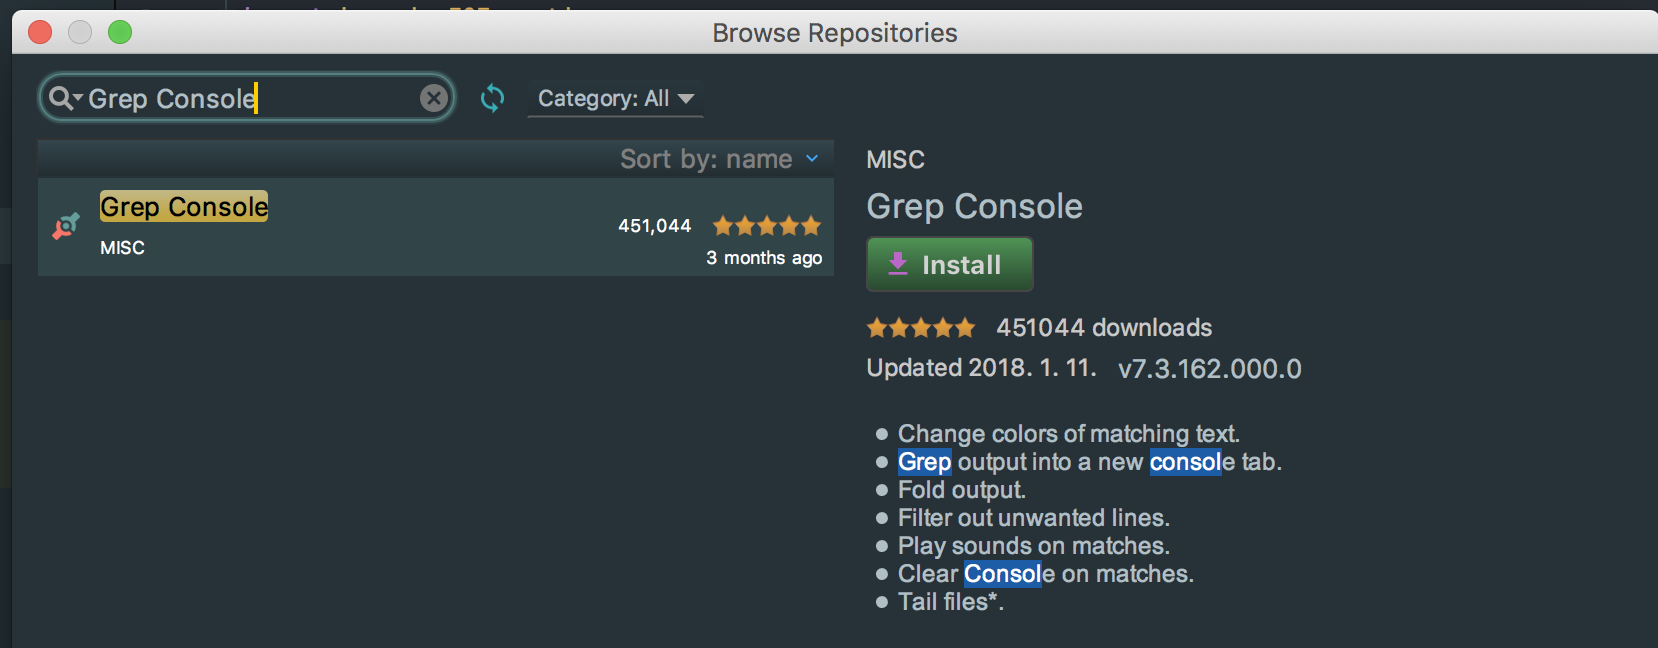 Browse Repositories
Grep Console
Category: All
Sort by: name
Grep Console
MISC
451,044
3 months ago
MISC
Grep Console
Install
451044 downloads
Updated 2018. 1. 11. v7.3.162.000.0
Change colors of matching text.
Grep output into a new console tab.
Fold output.
Filter out unwanted lines.
Play sounds on matches.
Clear Console on matches.
Tail files*.